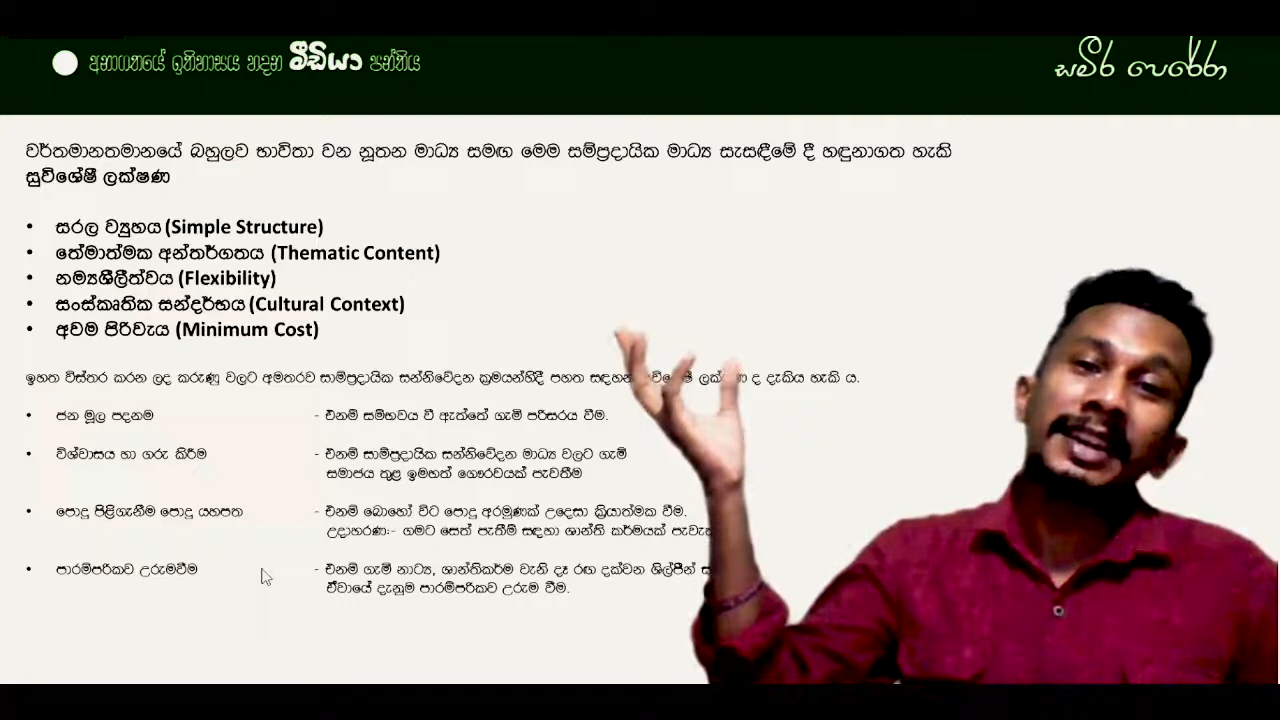 අනාගතයේ ඉතිහාසය හදන මීඩියා පන්තිය
සමීර පෙරේරා
වර්තමානතමානයේ බහුලව භාවිතා වන නූතන මාධ්‍ය සමඟ මෙම සම්ප්‍රදායික මාධ්‍ය සැසඳීමේ දී හඳුනාගත හැකි
සුවිශේෂී ලක්ෂණ
• සරල ව්‍යුහය (Simple Structure)
• තේමාත්මක අන්තර්ගතය (Thematic Content)
• නම්‍යශීලීත්වය (Flexibility)
• සංස්කෘතික සන්දර්භය (Cultural Context)
• අවම පිරිවැය (Minimum Cost)
ඉහත විස්තර කරන ලද කරුණු වලට අමතරව සාම්ප්‍රදායික සන්නිවේදන ක්‍රමයන්හිදී පහත ද දැකිය හැකි ය.
• ජන මූල පදනම - එනම් සම්භවය වී ඇත්තේ ගැමි පරිසරය වීම.
• විශ්වාසය හා ගරු කිරීම - එනම් සාම්ප්‍රදායික සන්නිවේදන මාධ්‍ය වලට ගැමි
සමාජය තුළ ඉමහත් ගෞරවයක් පැවතීම
• පොදු පිළිගැනීම පොදු යහපත - එනම් බොහෝ විට පොදු අරමුණක් උදෙසා ක්‍රියාත්මක වීම.
උදාහරණ:- ගමට සෙත් පැතීම සඳහා ශාන්ති කර්මයක්
• පාරම්පරිකව උරුමවීම - එනම් ගැමි නාට්‍ය, ශාන්තිකර්ම වැනි දෑ රඟ දක්වන ශිල්පීන්
ඒවායේ දැනුම පාරම්පරිකව උරුම වීම.